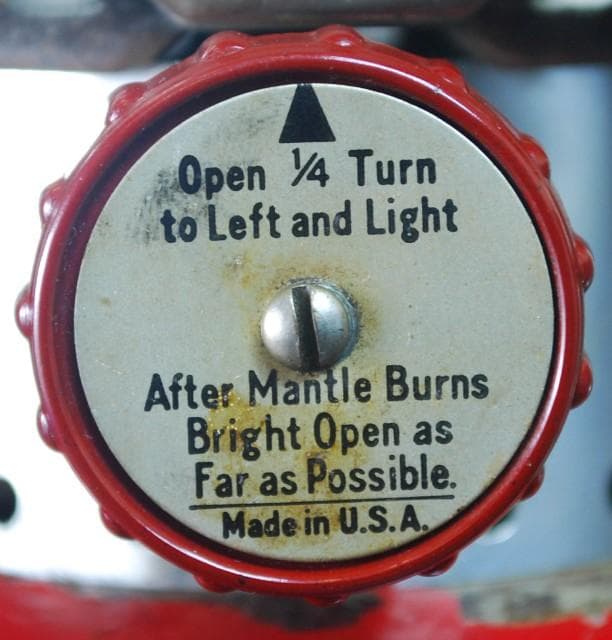 Open 1/4 Turn
to Left and Light
After Mantle Burns
Bright Open as
Far as Possible.
Made in U.S.A.